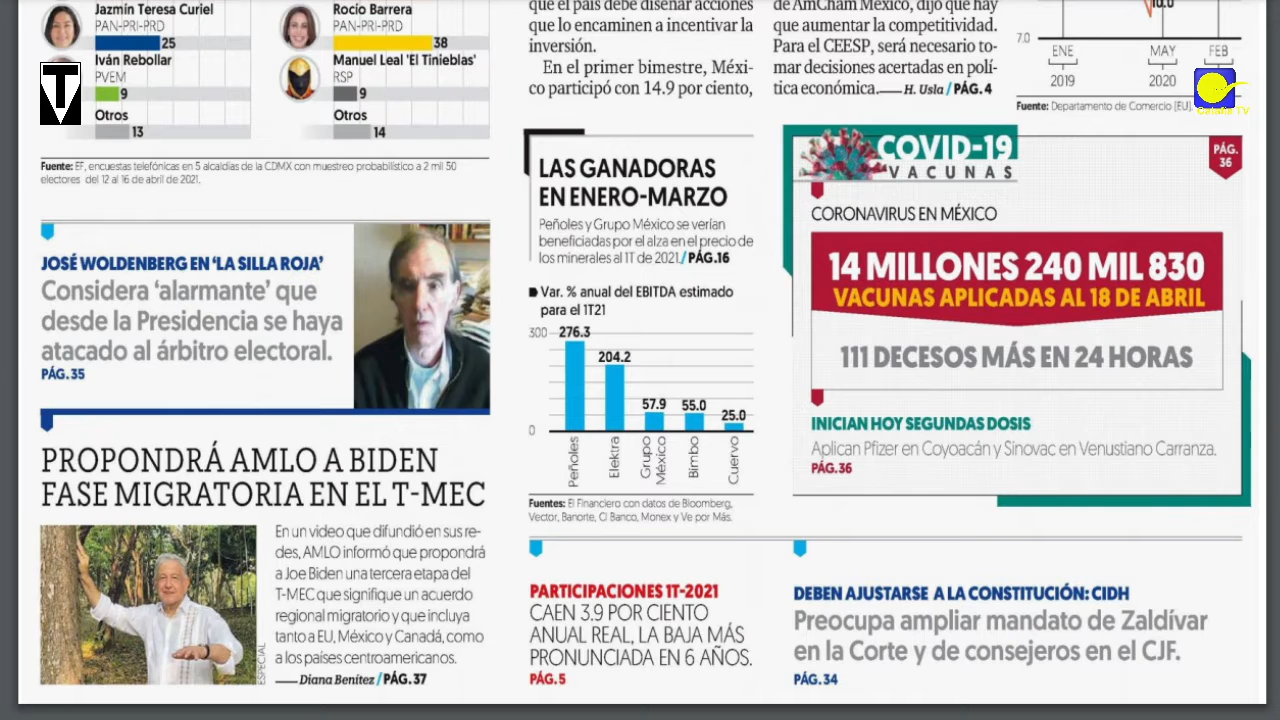 Jazmín Teresa Curiel
PAN-PRI-PRD
25
Iván Rebollar
PVEM
9
Otros
13
Rocío Barrera
PAN-PRI-PRD
38
Manuel Leal 'El Tinieblas'
RSP
9
Otros
14
Fuente: EF, encuestas telefónicas en 5 alcaldías de la CDMX con muestreo probabilístico a 2 mil 50
electores del 12 al 16 de abril de 2021.
que el país debe diseñar acciones
que lo encaminen a incentivar la
inversión.
En el primer bimestre, Méxi-
co participó con 14.9 por ciento,
de AmCham México, dijo que hay
que aumentar la competitividad.
Para el CEESP, será necesario to-
mar decisiones acertadas en polí-
tica económica.— H. Usla / PÁG. 4
10.0
7.0
ENE
MAY
FEB
2019
2020
2021
Fuente: Departamento de Comercio (EU).
Canal 6 TV
JOSÉ WOLDENBERG EN 'LA SILLA ROJA'
Considera 'alarmante' que
desde la Presidencia se haya
atacado al árbitro electoral.
PÁG. 35
PROPONDRÁ AMLO A BIDEN
FASE MIGRATORIA EN EL T-MEC
En un video que difundió en sus re-
des, AMLO informó que propondrá
a Joe Biden una tercera etapa del
T-MEC que signifique un acuerdo
regional migratorio y que incluya
tanto a EU, México y Canadá, como
a los países centroamericanos.
— Diana Benítez / PÁG. 37
ESPECIAL
LAS GANADORAS
EN ENERO-MARZO
Peñoles y Grupo México se verían
beneficiadas por el alza en el precio de
los minerales al 1T de 2021./ PÁG.16
Var. % anual del EBITDA estimado
para el 1T21
300
276.3
204.2
57.9
55.0
25.0
0
Peñoles
Elektra
Grupo
México
Bimbo
Cuervo
Fuentes: El Financiero con datos de Bloomberg,
Vector, Banorte, CI Banco, Monex y Ve por Más.
COVID-19
VACUNAS
PÁG.
36
CORONAVIRUS EN MÉXICO
14 MILLONES 240 MIL 830
VACUNAS APLICADAS AL 18 DE ABRIL
111 DECESOS MÁS EN 24 HORAS
INICIAN HOY SEGUNDAS DOSIS
Aplican Pfizer en Coyoacán y Sinovac en Venustiano Carranza.
PÁG. 36
PARTICIPACIONES 1T-2021
CAEN 3.9 POR CIENTO
ANUAL REAL, LA BAJA MÁS
PRONUNCIADA EN 6 AÑOS.
PÁG. 5
DEBEN AJUSTARSE A LA CONSTITUCIÓN: CIDH
Preocupa ampliar mandato de Zaldívar
en la Corte y de consejeros en el CJF.
PÁG. 34